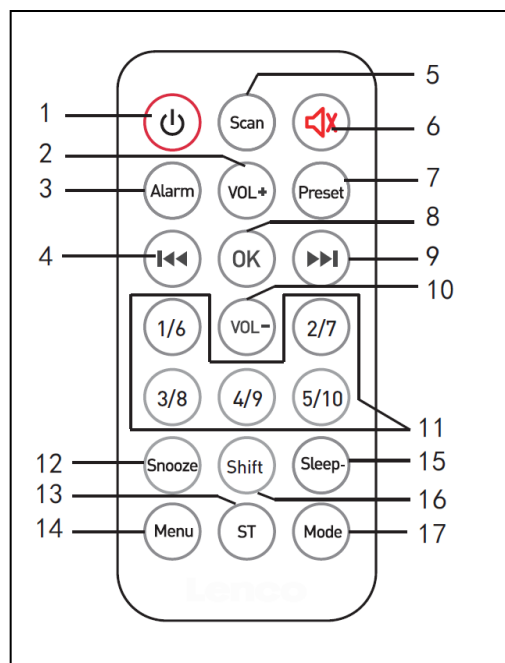 5
1
Scan
6
2
3
Alarm
VOL+
Preset
7
8
4
OK
9
10
1/6
VOL-
2/7
3/8
4/9
5/10
11
12
Snooze
Shift
Sleep-
15
13
16
14
Menu
ST
Mode
17
Lenco